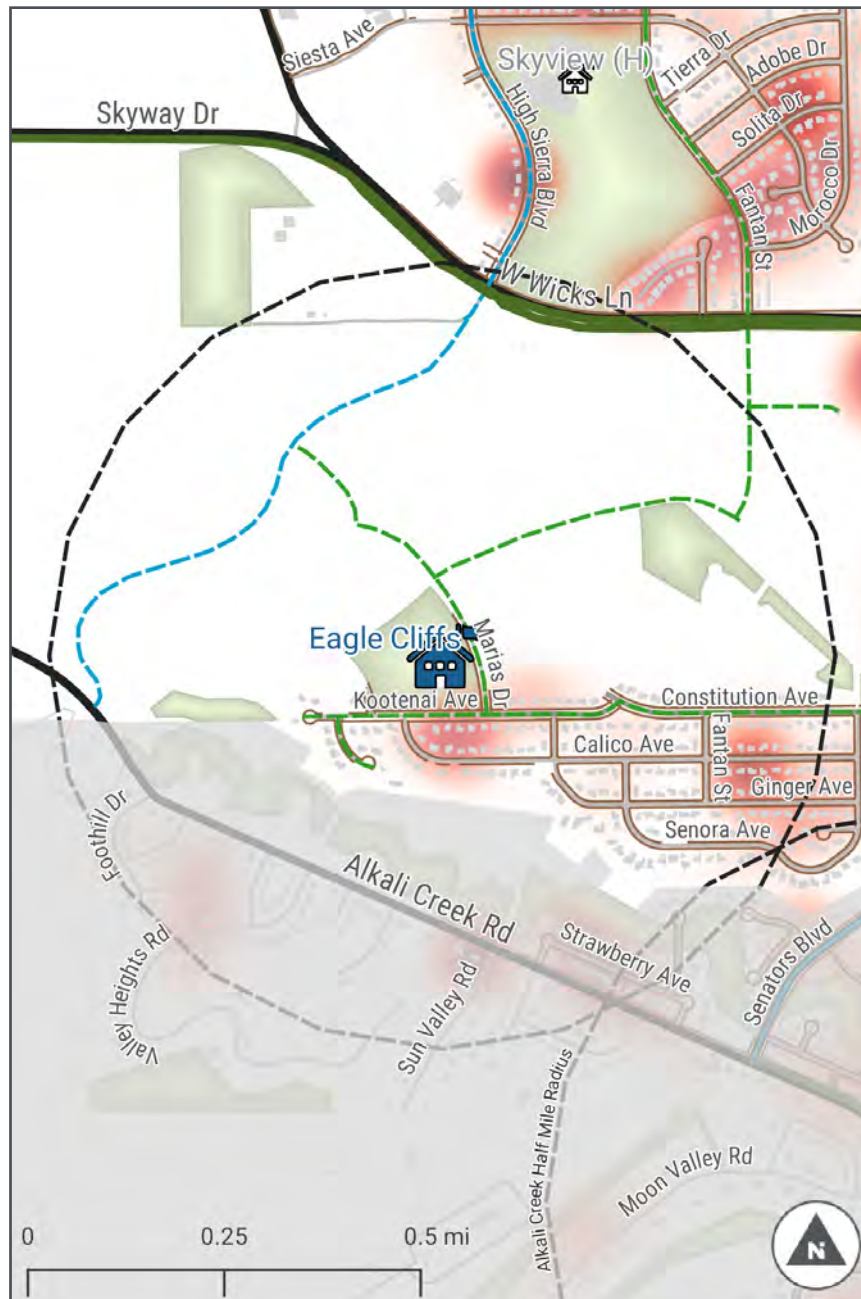 Siesta Ave
Skyview (H)
Tierra Dr
Adobe Dr
Skyway Dr
High Sierra Blvd
Solita Dr
Morocco Dr
Fantan St
W Wicks Ln
Eagle Cliffs
Marias Dr
Kootenai Ave
Constitution Ave
Calico Ave
Fantan St
Ginger Ave
Senora Ave
Foothill Dr
Alkali Creek Rd
Valley Heights Rd
Strawberry Ave
Senators Blvd
Sun Valley Rd
Alkali Creek Half Mile Radius
Moon Valley Rd
0 0.25 0.5 mi
N